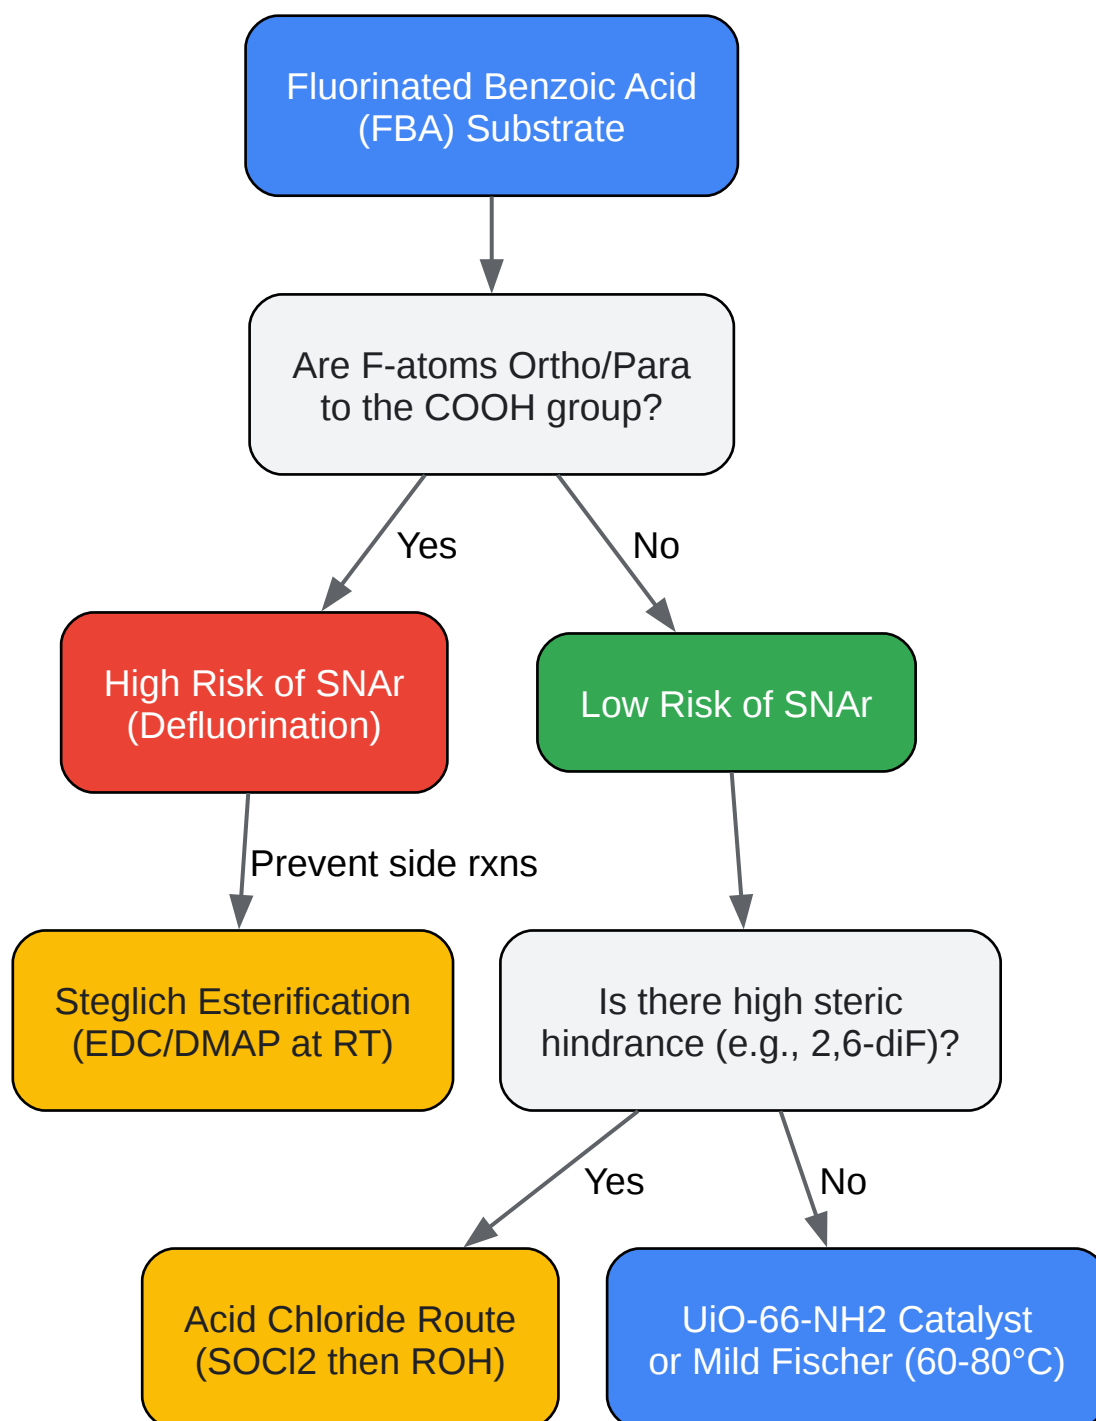 Fluorinated Benzoic Acid
(FBA) Substrate
Are F-atoms Ortho/Para
to the COOH group?
Yes
No
High Risk of SNAr
(Defluorination)
Low Risk of SNAr
Prevent side rxns
Steglich Esterification
(EDC/DMAP at RT)
Is there high steric
hindrance (e.g., 2,6-diF)?
Yes
No
Acid Chloride Route
(SOCl2 then ROH)
UiO-66-NH2 Catalyst
or Mild Fischer (60-80°C)